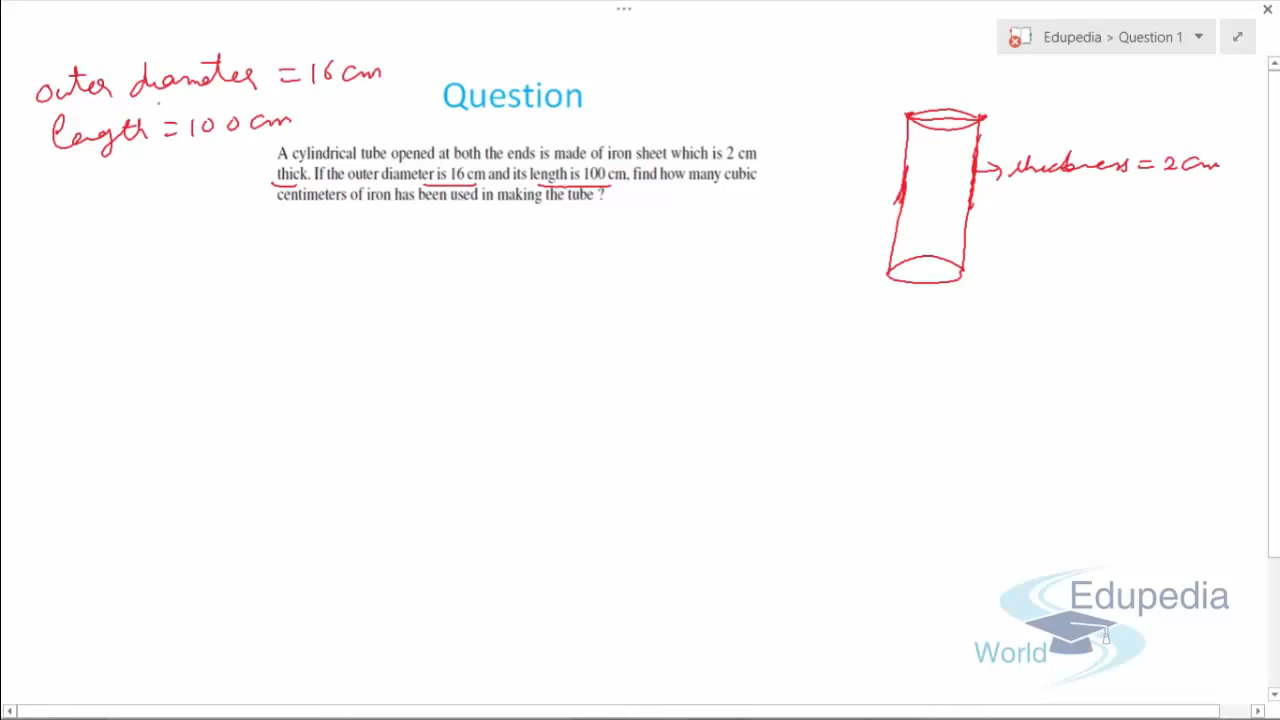 Edupedia > Question 1
outer diameter = 16 cm
Question
length = 100 cm
A cylindrical tube opened at both the ends is made of iron sheet which is 2 cm
thick. If the outer diameter is 16 cm and its length is 100 cm, find how many cubic
centimeters of iron has been used in making the tube ?
thickness = 2 cm
Edupedia
World